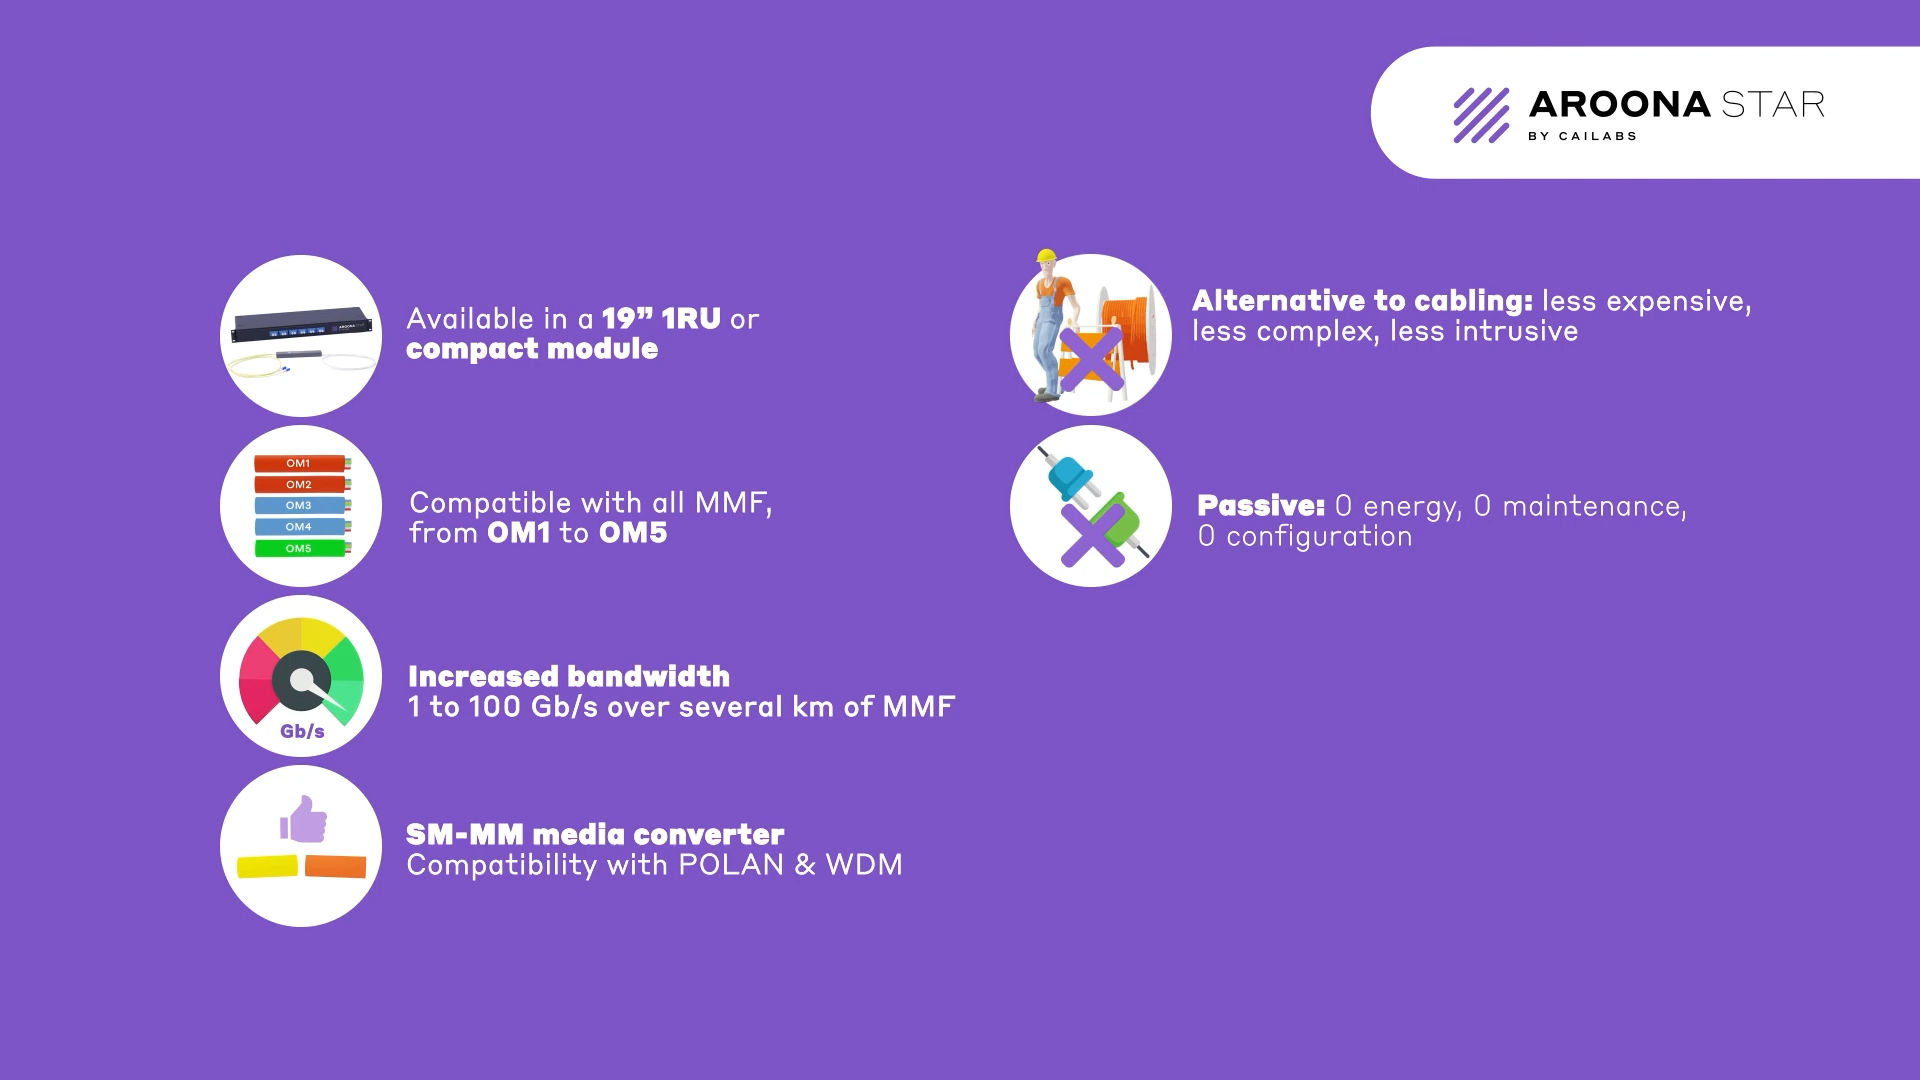 AROONA STAR
BY CAILABS
Available in a 19” 1RU or
compact module
AROONA STAR
OM1
OM2
OM3
OM4
OM5
Compatible with all MMF,
from OM1 to OM5
Gb/s
Increased bandwidth
1 to 100 Gb/s over several km of MMF
SM-MM media converter
Compatibility with POLAN & WDM
Alternative to cabling: less expensive,
less complex, less intrusive
Passive: 0 energy, 0 maintenance,
0 configuration